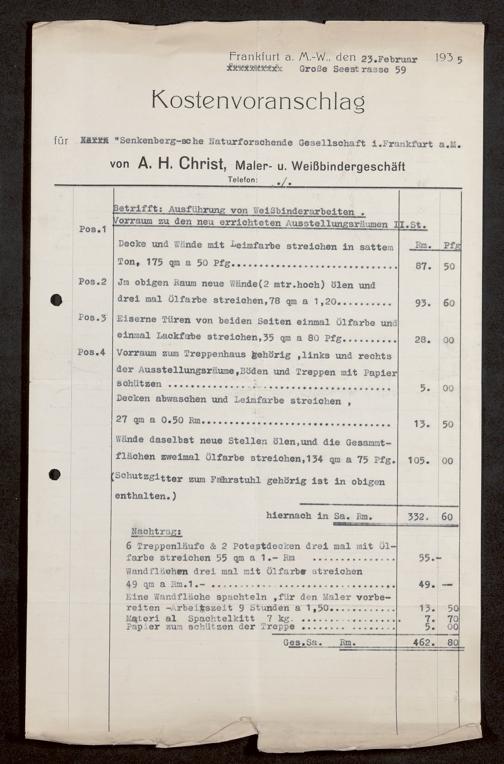 Frankfurt a. M.-W., den 23.Februar 1935
Große Seestrasse 59
Kostenvoranschlag
für Herrn "Senkenberg-sche Naturforschende Gesellschaft i.Frankfurt a.M.
von A. H. Christ, Maler- u. Weißbindergeschäft
Telefon: ./.
Betrifft: Ausführung von Weißbinderarbeiten .
Vorraum zu den neu errichteten Ausstellungsräumen II.St.
Pos.1 Rm. Pfg
Decke und Wände mit Leimfarbe streichen in sattem
Ton, 175 qm a 50 Pfg.............................. 87. 50
Pos.2 Jm obigen Raum neue Wände(2 mtr.hoch) ölen und
drei mal Ölfarbe streichen,78 qm a 1,20........... 93. 60
Pos.3 Eiserne Türen von beiden Seiten einmal Ölfarbe und
einmal Lackfarbe streichen,35 qm a 80 Pfg.......... 28. 00
Pos.4 Vorraum zum Treppenhaus gehörig ,links und rechts
der Ausstellungsräume,Böden und Treppen mit Papier
schützen ........................................ 5. 00
Decken abwaschen und Leimfarbe streichen ,
27 qm a 0.50 Rm.................................. 13. 50
Wände daselbst neue Stellen ölen,und die Gesammt-
flächen zweimal Ölfarbe streichen,134 qm a 75 Pfg. 105. 00
(Schutzgitter zum Fahrstuhl gehörig ist in obigen
enthalten.)
hiernach in Sa. Rm. 332. 60
Nachtrag:
6 Treppenläufe & 2 Potestdecken drei mal mit Öl-
farbe streichen 55 qm a 1.- Rm ............... 55.-
Wandflächen drei mal mit Ölfarbe streichen
49 qm a Rm.1.- ................................. 49. —
Eine Wandfläche spachteln ,für den Maler vorbe-
reiten -Arbeitszeit 9 Stunden a 1,50............ 13. 50
Materi al Spachtelkitt 7 kg. ................. 7. 70
Papier zum schützen der Treppe ................ 5. 00
Ges.Sa. Rm. 462. 80